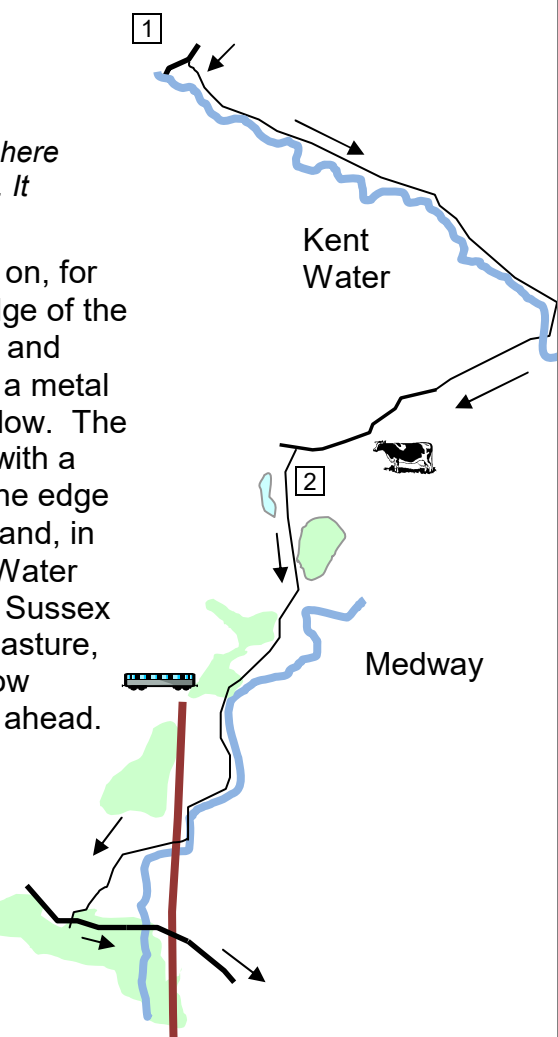 1
here
. It
on, for
dge of the
and
a metal
low. The
with a
he edge
and, in
Water
Sussex
asture,
ow
ahead.
Kent
Water
2
Medway